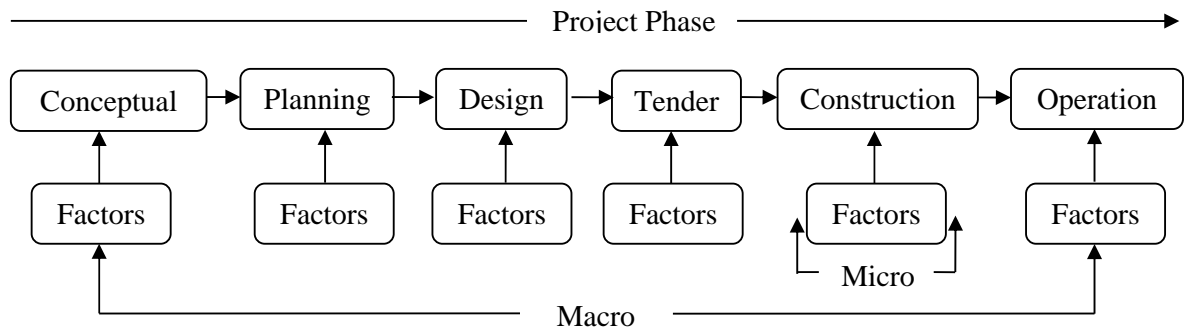 Project Phase
Conceptual Planning Design Tender Construction Operation
Factors Factors Factors Factors Factors Factors
Micro
Macro